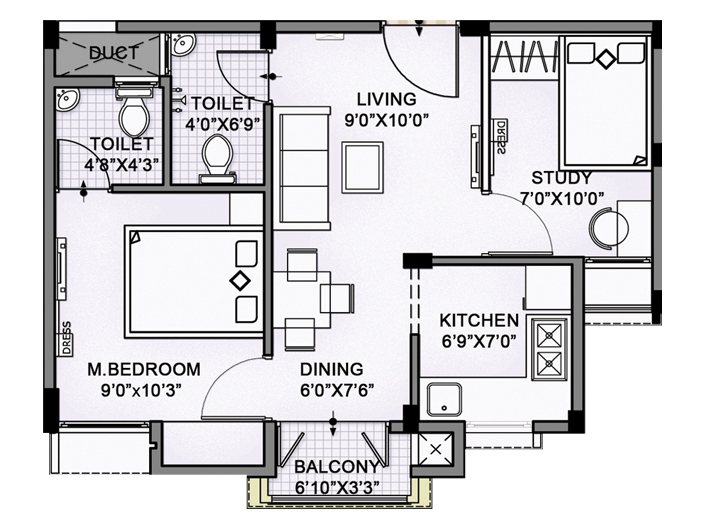 DUCT
TOILET
4'0"X6'9"
TOILET
4'8"X4'3"
LIVING
9'0"X10'0"
DRESS
STUDY
7'0"X10'0"
DRESS
M.BEDROOM
9'0"x10'3"
DINING
6'0"X7'6"
KITCHEN
6'9"X7'0"
BALCONY
6'10"X3'3"